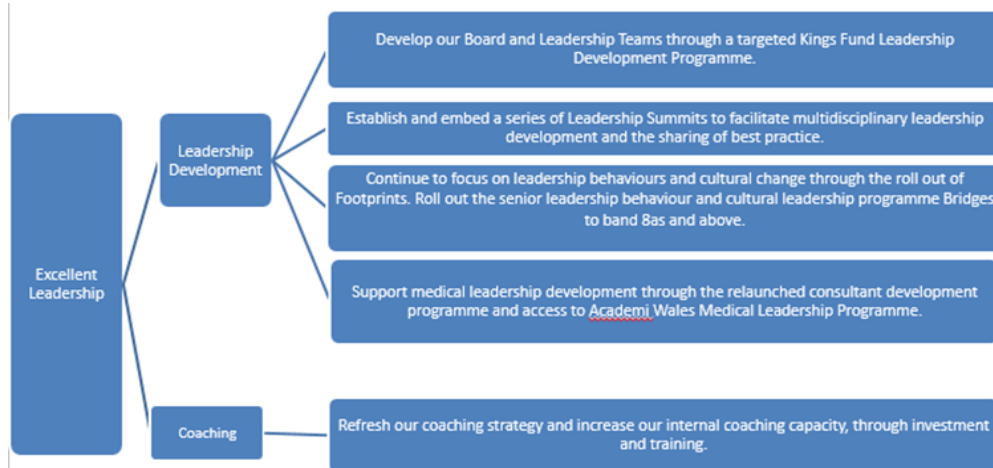 Develop our Board and Leadership Teams through a targeted Kings Fund Leadership
Development Programme.
Establish and embed a series of Leadership Summits to facilitate multidisciplinary leadership
development and the sharing of best practice.
Leadership
Development
Continue to focus on leadership behaviours and cultural change through the roll out of
Footprints. Roll out the senior leadership behaviour and cultural leadership programme Bridges
to band 8as and above.
Excellent
Leadership
Support medical leadership development through the relaunched consultant development
programme and access to Academi Wales Medical Leadership Programme.
Coaching
Refresh our coaching strategy and increase our internal coaching capacity, through investment
and training.